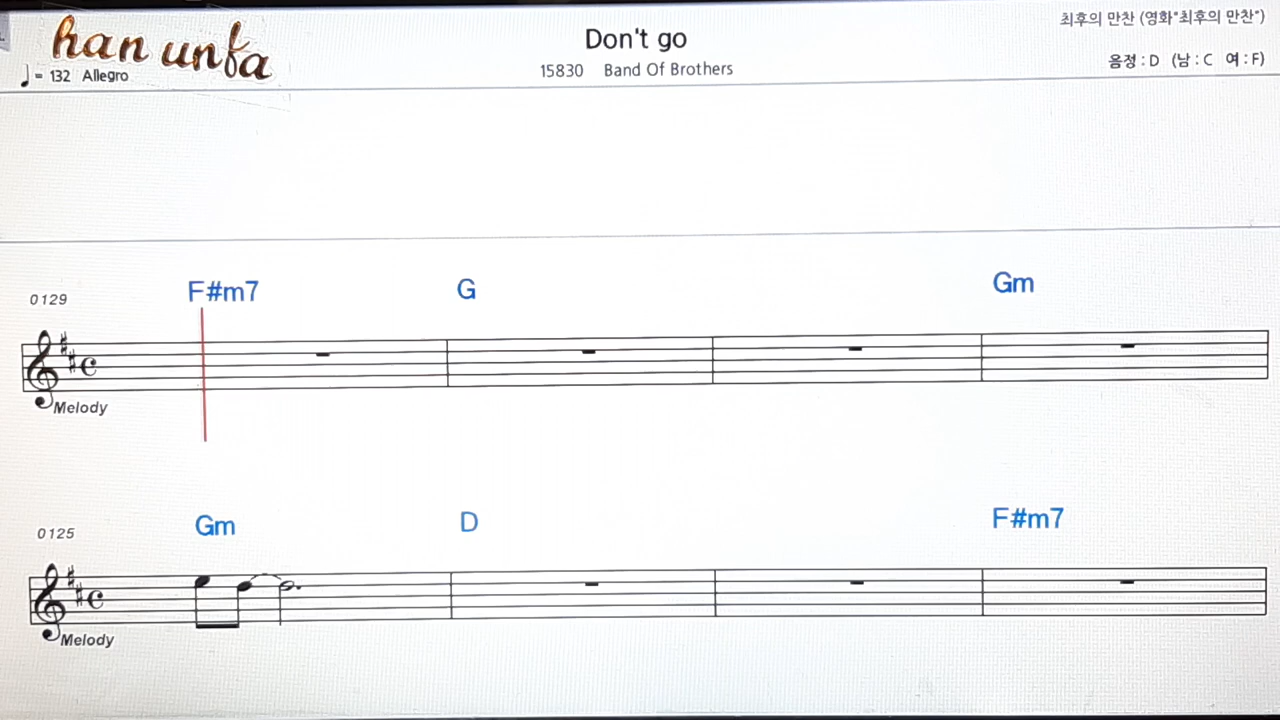 han unfa
♩ = 132 Allegro
Don't go
15830 Band Of Brothers
최후의 만찬 (영화"최후의 만찬")
음정 : D (남 : C 여 : F)
0129
F#m7 G Gm
Melody
0125
Gm D F#m7
Melody